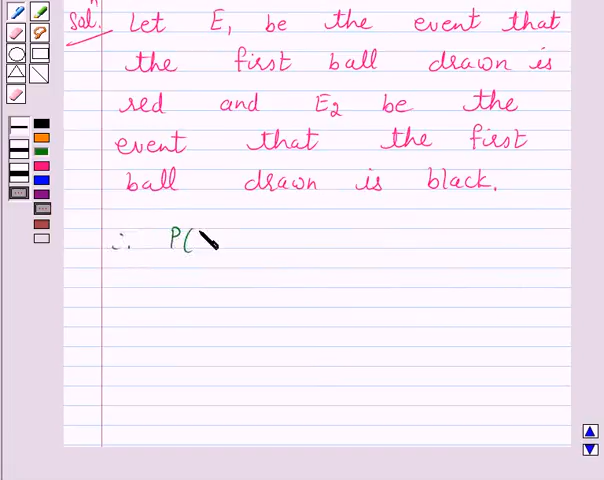 Solⁿ. Let E₁ be the event that
the first ball drawn is
red and E₂ be the
event that the first
ball drawn is black.
∴ P(